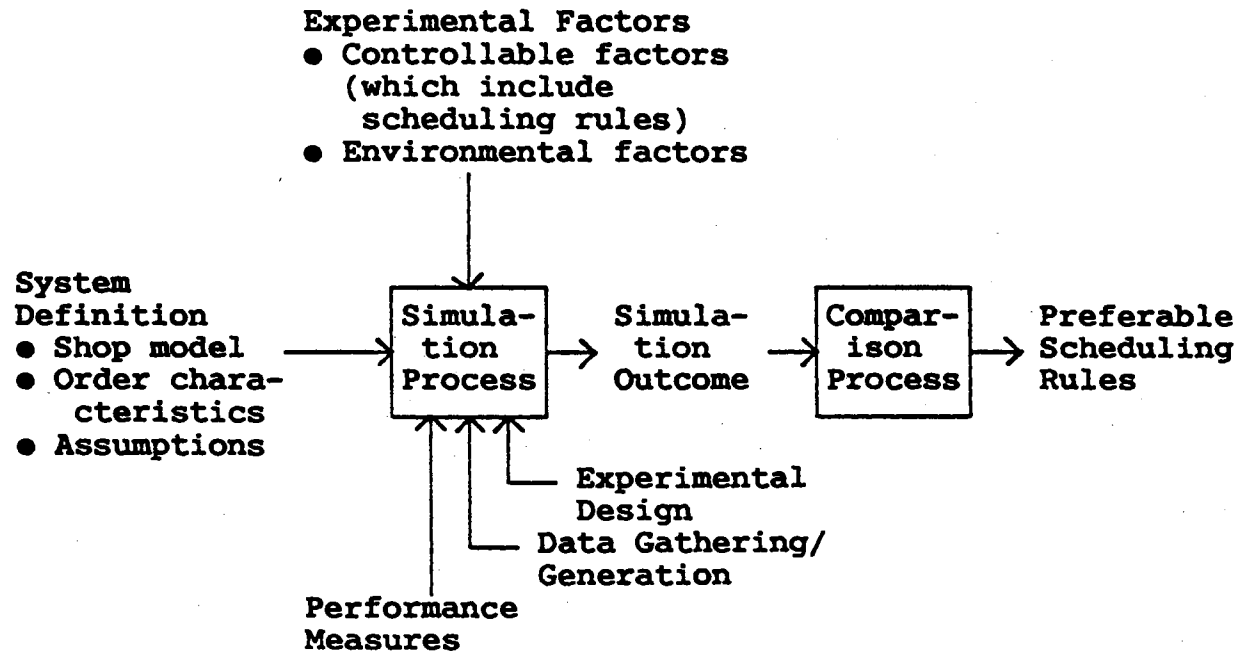 Experimental Factors
● Controllable factors
(which include
scheduling rules)
● Environmental factors
System
Definition
● Shop model
● Order chara-
cteristics
● Assumptions
Simula-
tion
Process
Simula-
tion
Outcome
Compar-
ison
Process
Preferable
Scheduling
Rules
Experimental
Design
Data Gathering/
Generation
Performance
Measures